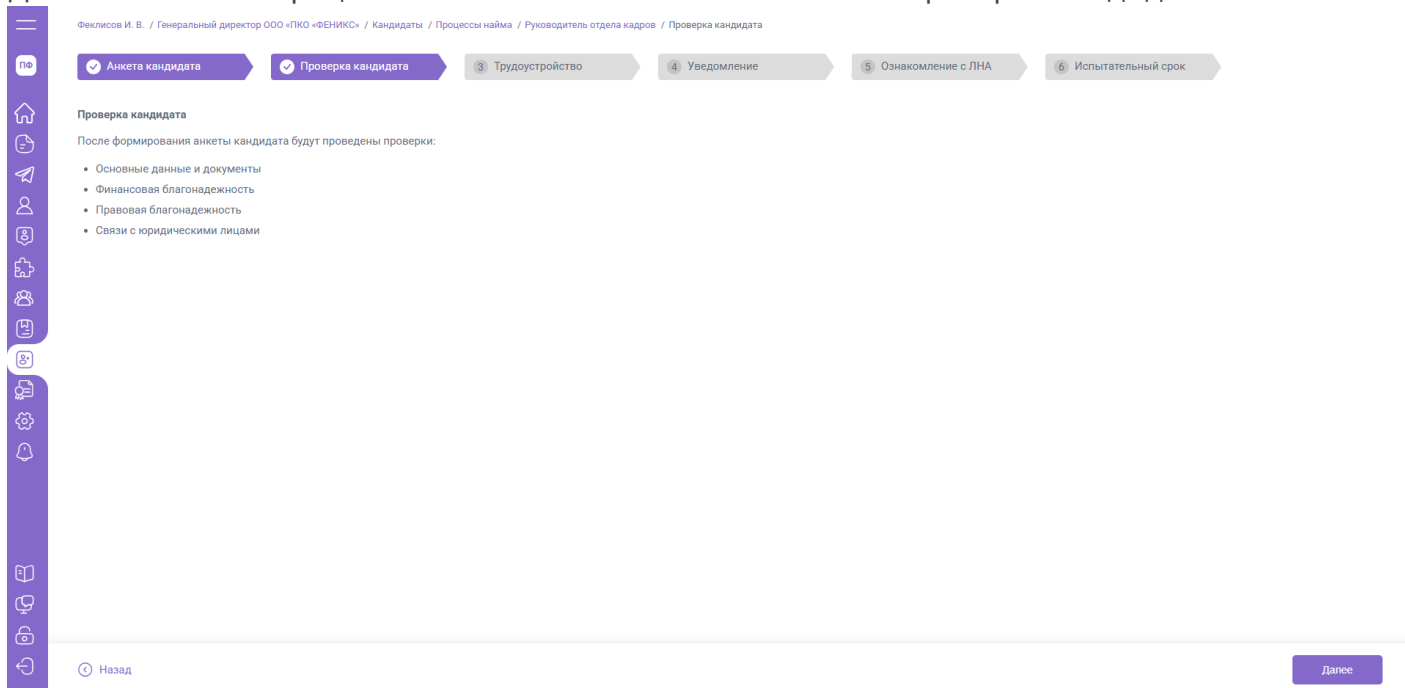 Феклисов И. В. / Генеральный директор ООО «ПКО «ФЕНИКС» / Кандидаты / Процессы найма / Руководитель отдела кадров / Проверка кандидата
ПФ
Анкета кандидата
Проверка кандидата
3 Трудоустройство
4 Уведомление
5 Ознакомление с ЛНА
6 Испытательный срок
Проверка кандидата
После формирования анкеты кандидата будут проведены проверки:
• Основные данные и документы
• Финансовая благонадежность
• Правовая благонадежность
• Связи с юридическими лицами
Назад
Далее